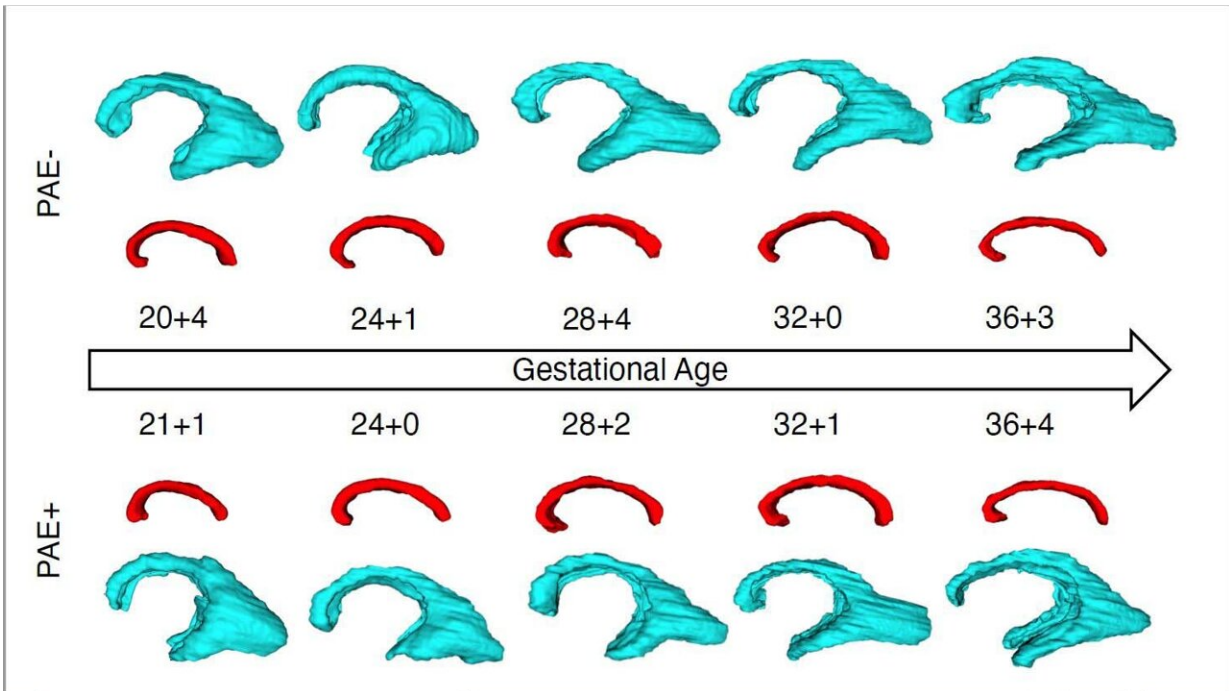 PAE-
20+4 24+1 28+4 32+0 36+3
Gestational Age
21+1 24+0 28+2 32+1 36+4
PAE+